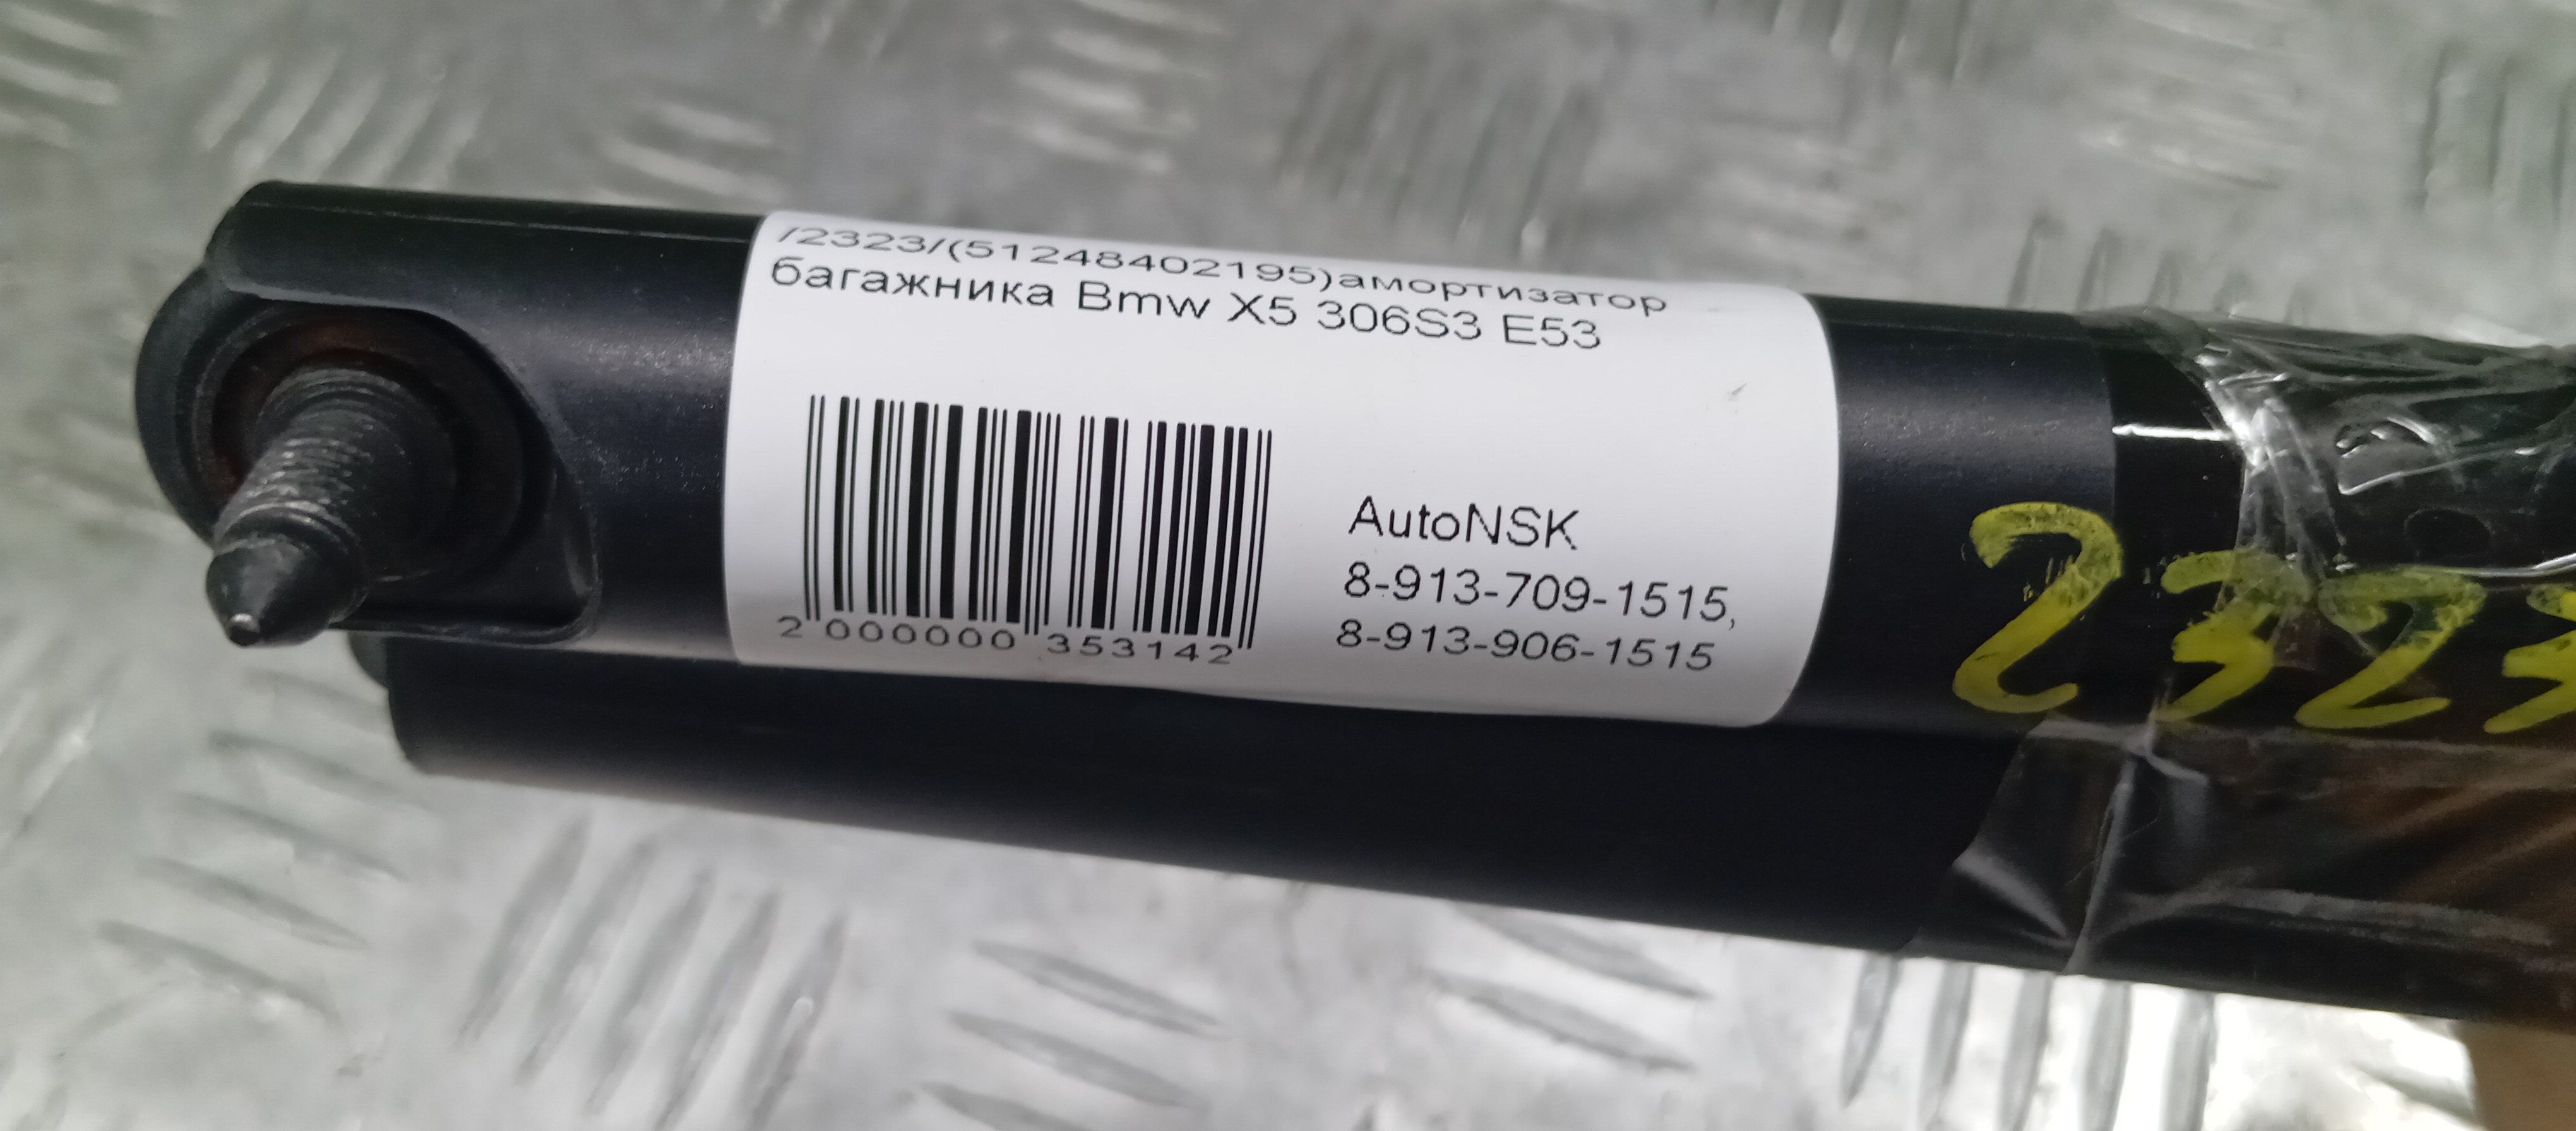 /2323/(51248402195)амортизатор
багажника Bmw X5 306S3 E53
2 000000 353142
AutoNSK
8-913-709-1515,
8-913-906-1515